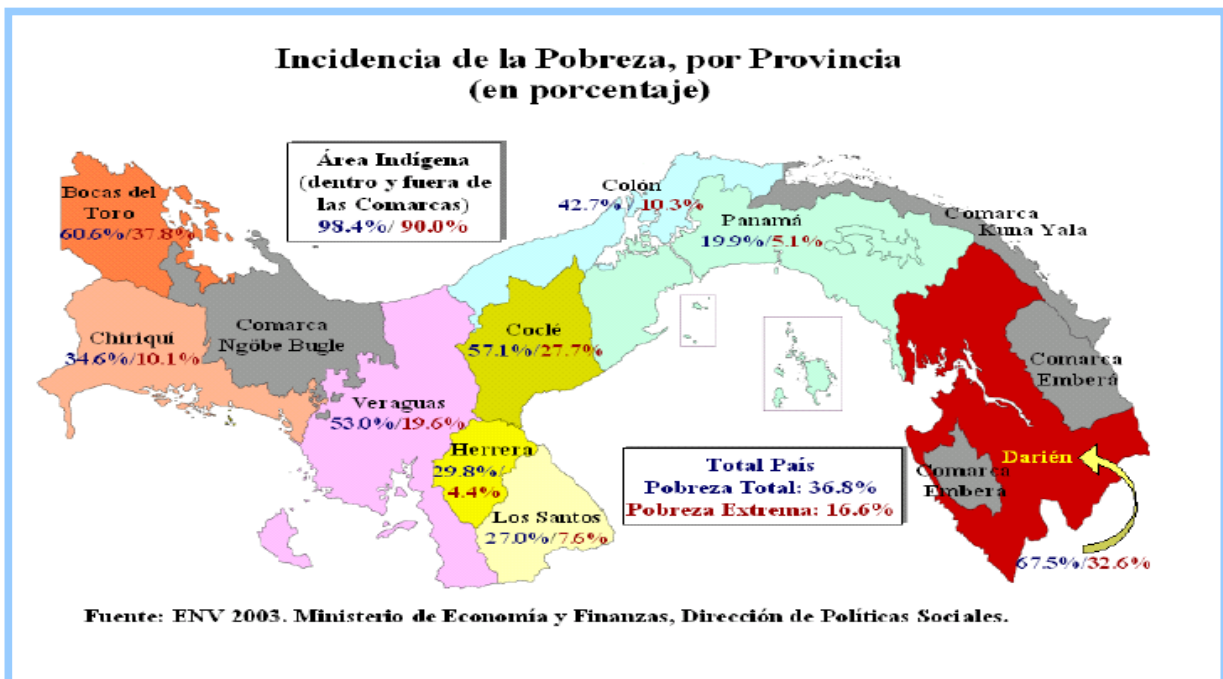 Incidencia de la Pobreza, por Provincia
(en porcentaje)
Área Indígena
(dentro y fuera de
las Comarcas)
98.4%/ 90.0%
Bocas del
Toro
60.6%/37.8%
Colón
42.7% / 10.3%
Panamá
19.9%/5.1%
Comarca
Kuna Yala
Chiriquí
34.6%/10.1%
Comarca
Ngöbe Bugle
Coclé
57.1%/27.7%
Comarca
Emberá
Veraguas
53.0%/19.6%
Herrera
29.8%/
4.4%
Los Santos
27.0%/7.6%
Total País
Pobreza Total: 36.8%
Pobreza Extrema: 16.6%
Darién
Comarca
Emberá
67.5%/32.6%
Fuente: ENV 2003. Ministerio de Economía y Finanzas, Dirección de Políticas Sociales.